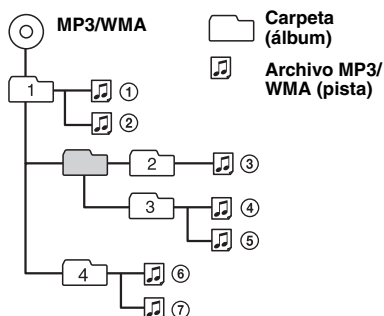 MP3/WMA
Carpeta
(álbum)
Archivo MP3/
WMA (pista)
1
①
②
2
③
3
④
⑤
4
⑥
⑦